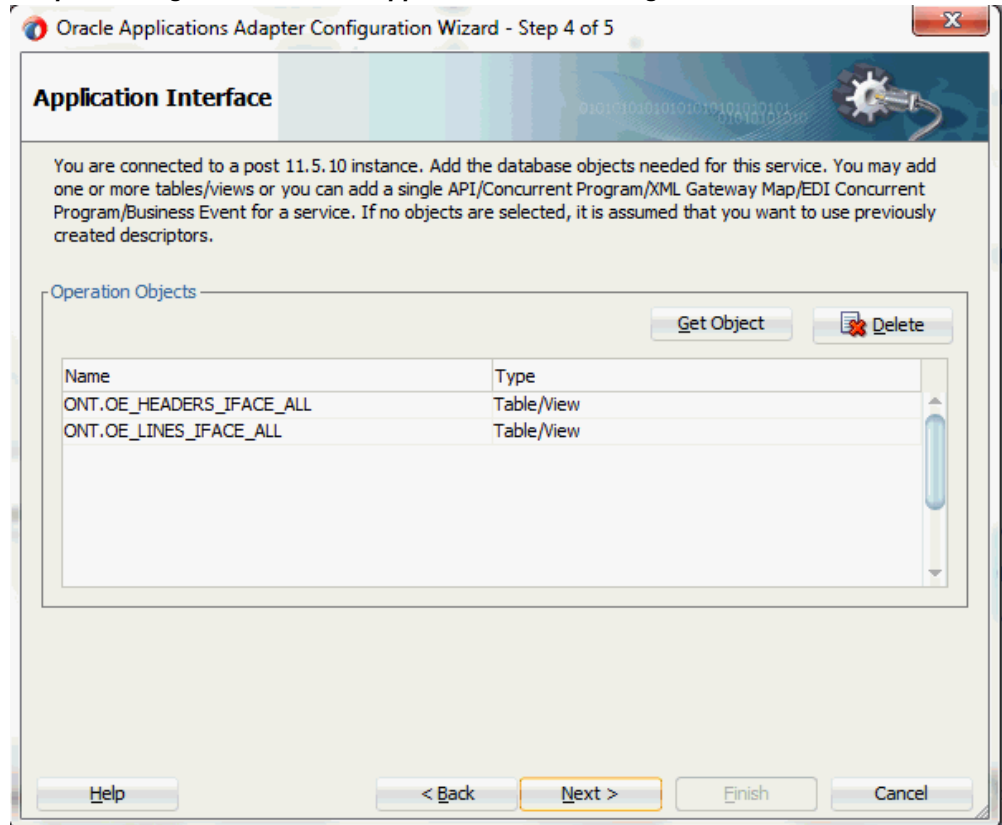 Oracle Applications Adapter Configuration Wizard - Step 4 of 5
Application Interface
You are connected to a post 11.5.10 instance. Add the database objects needed for this service. You may add
one or more tables/views or you can add a single API/Concurrent Program/XML Gateway Map/EDI Concurrent
Program/Business Event for a service. If no objects are selected, it is assumed that you want to use previously
created descriptors.
Operation Objects
Get Object Delete
Name Type
ONT.OE_HEADERS_IFACE_ALL Table/View
ONT.OE_LINES_IFACE_ALL Table/View
Help < Back Next > Finish Cancel